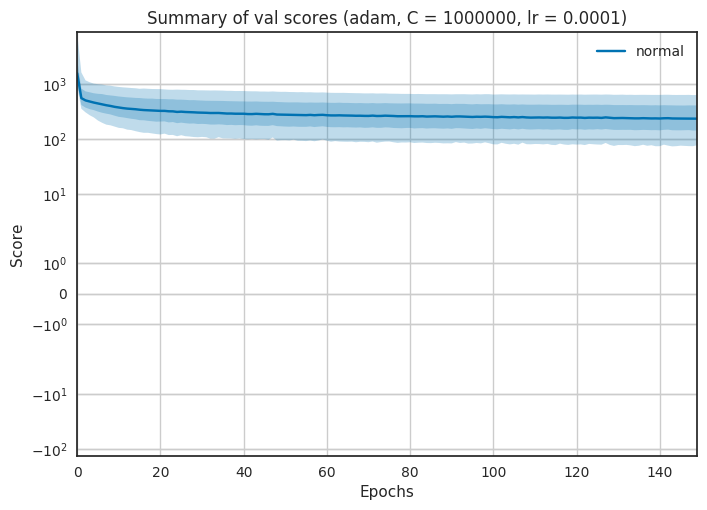 Summary of val scores (adam, C = 1000000, lr = 0.0001)
normal
Score
10³
10²
10¹
10⁰
0
−10⁰
−10¹
−10²
0 20 40 60 80 100 120 140
Epochs